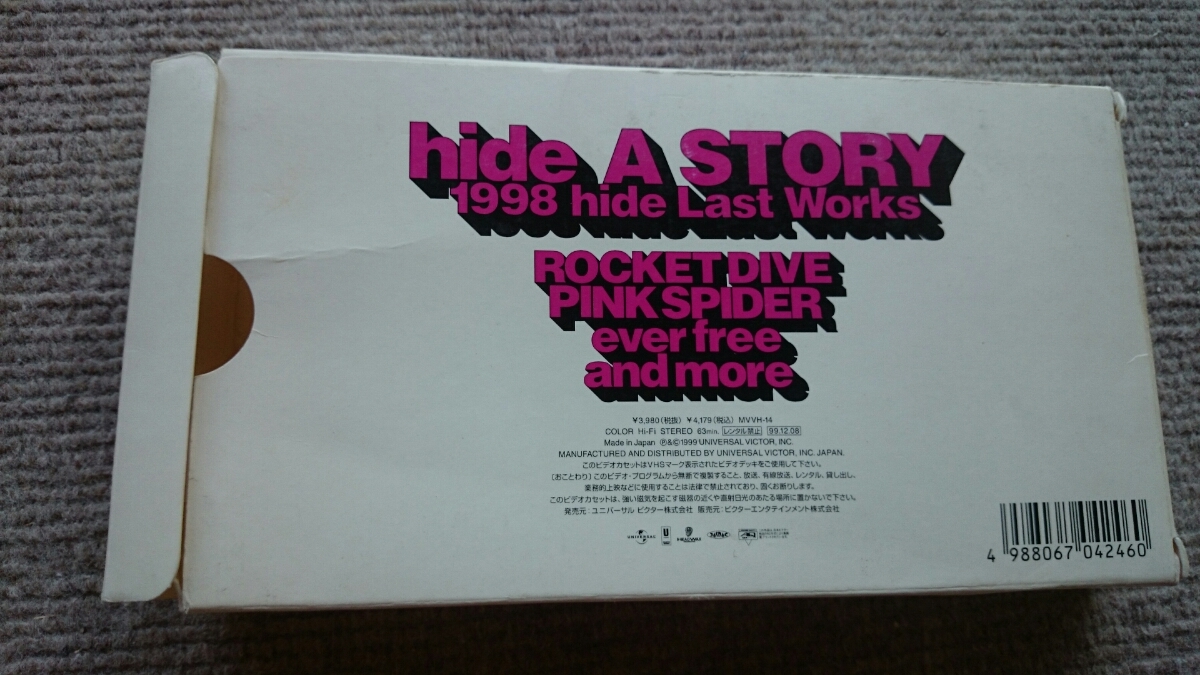 hide A STORY
1998 hide Last Works
ROCKET DIVE
PINK SPIDER
ever free
and more
¥3,980(税抜) ¥4,179(税込) MVVH-14
COLOR Hi-Fi STEREO 63min. レンタル禁止 99.12.08
Made in Japan ℗&©1999 UNIVERSAL VICTOR, INC.
MANUFACTURED AND DISTRIBUTED BY UNIVERSAL VICTOR, INC. JAPAN.
このビデオカセットはVHSマーク表示されたビデオデッキをご使用して下さい。
〔おことわり〕このビデオ・プログラムから無断で複製すること、放送、有線放送、レンタル、貸し出し、
業務的上映などに使用することは法律で禁止されており、固くお断りします。
このビデオカセットは、強い磁気を起こす磁器の近くや直射日光のあたる場所に置かないで下さい。
発売元：ユニバーサル ビクター株式会社 販売元：ビクターエンタテインメント株式会社
UNIVERSAL
4 988067 042460